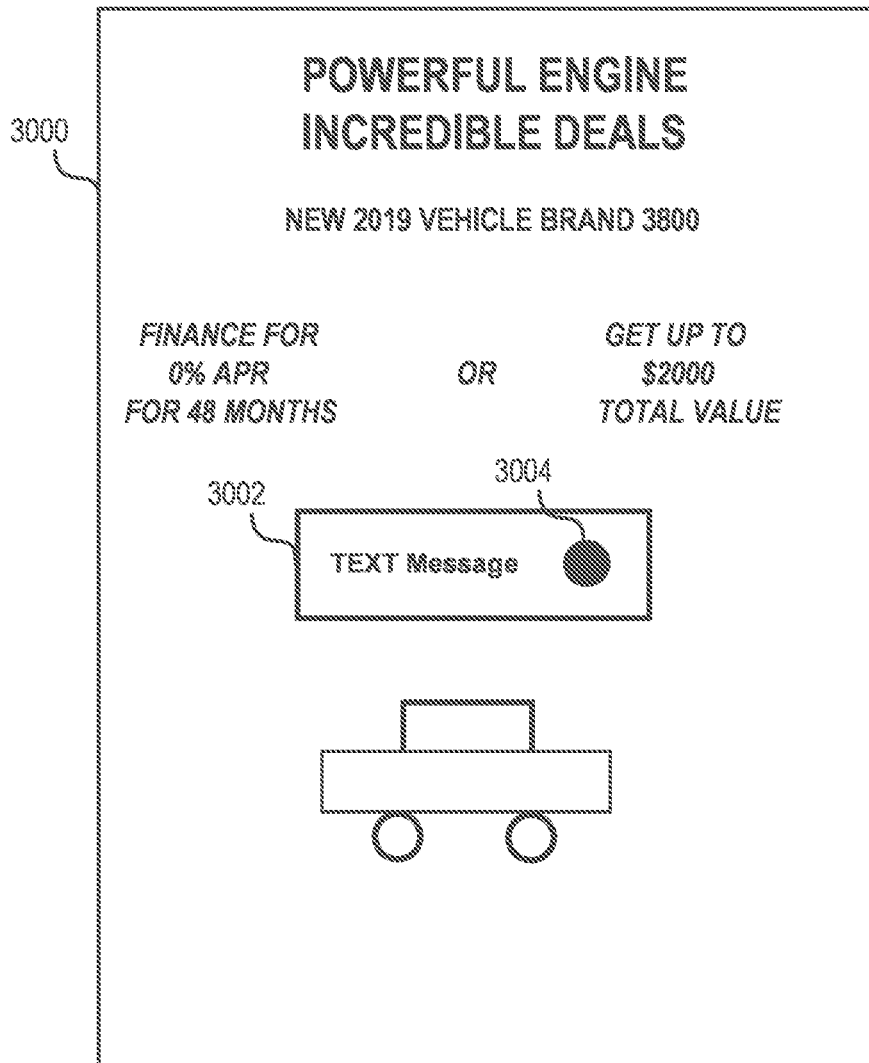 POWERFUL ENGINE
INCREDIBLE DEALS
3000
NEW 2019 VEHICLE BRAND 3800
FINANCE FOR
0% APR
FOR 48 MONTHS
OR
GET UP TO
$2000
TOTAL VALUE
3004
3002
TEXT Message